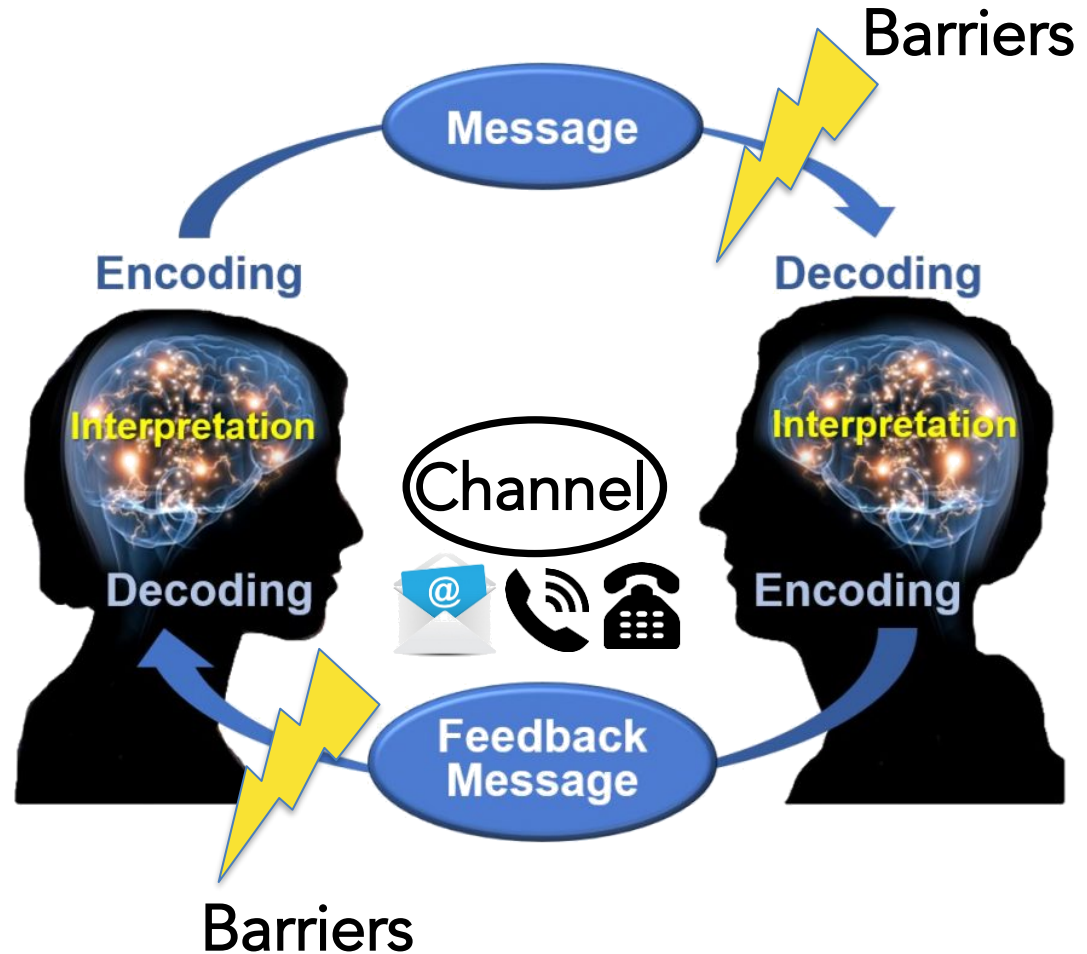 Barriers
Message
Encoding
Decoding
Interpretation
Interpretation
Channel
@
Decoding
Encoding
Feedback
Message
Barriers